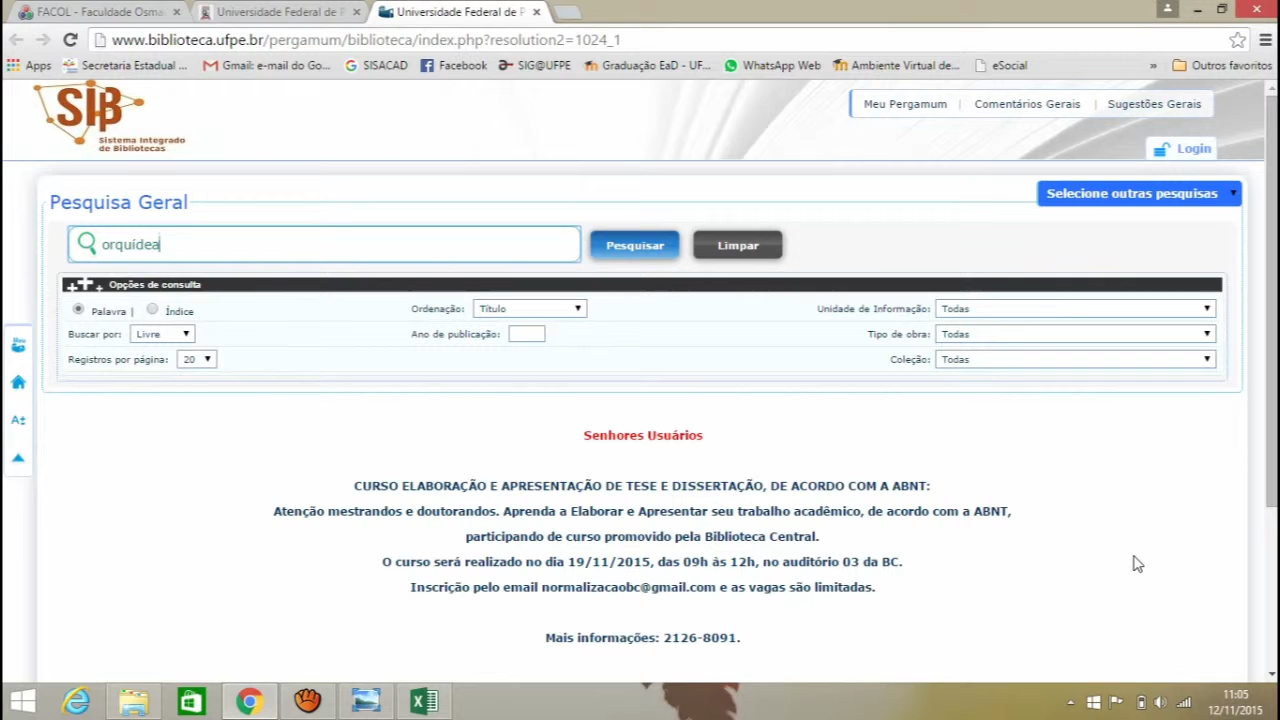 FACOL - Faculdade Osma
Universidade Federal de P
Universidade Federal de P
www.biblioteca.ufpe.br/pergamum/biblioteca/index.php?resolution2=1024_1
Apps
Secretaria Estadual ...
Gmail: e-mail do Go...
SISACAD
Facebook
SIG@UFPE
Graduação EaD - UF...
WhatsApp Web
Ambiente Virtual de...
eSocial
»
Outros favoritos
SIB
Sistema Integrado
de Bibliotecas
Meu Pergamum | Comentários Gerais | Sugestões Gerais
Login
Pesquisa Geral
Selecione outras pesquisas
orquídea
Pesquisar
Limpar
Opções de consulta
Palavra | Índice
Ordenação: Título
Unidade de Informação: Todas
Buscar por: Livre
Ano de publicação:
Tipo de obra: Todas
Registros por página: 20
Coleção: Todas
Menu
A±
Senhores Usuários
CURSO ELABORAÇÃO E APRESENTAÇÃO DE TESE E DISSERTAÇÃO, DE ACORDO COM A ABNT:
Atenção mestrandos e doutorandos. Aprenda a Elaborar e Apresentar seu trabalho acadêmico, de acordo com a ABNT,
participando de curso promovido pela Biblioteca Central.
O curso será realizado no dia 19/11/2015, das 09h às 12h, no auditório 03 da BC.
Inscrição pelo email normalizacaobc@gmail.com e as vagas são limitadas.
Mais informações: 2126-8091.
11:05
12/11/2015